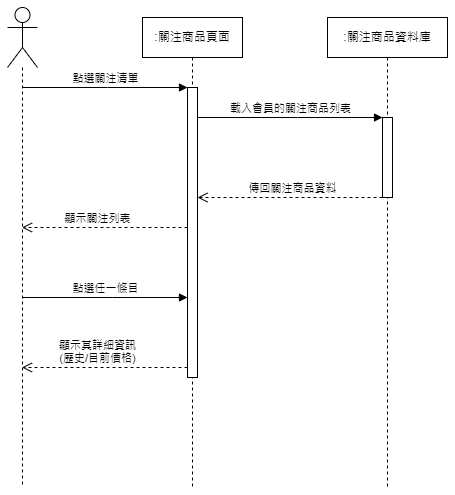 :關注商品頁面
:關注商品資料庫
點選關注清單
載入會員的關注商品列表
傳回關注商品資料
顯示關注列表
點選任一條目
顯示其詳細資訊
(歷史/目前價格)